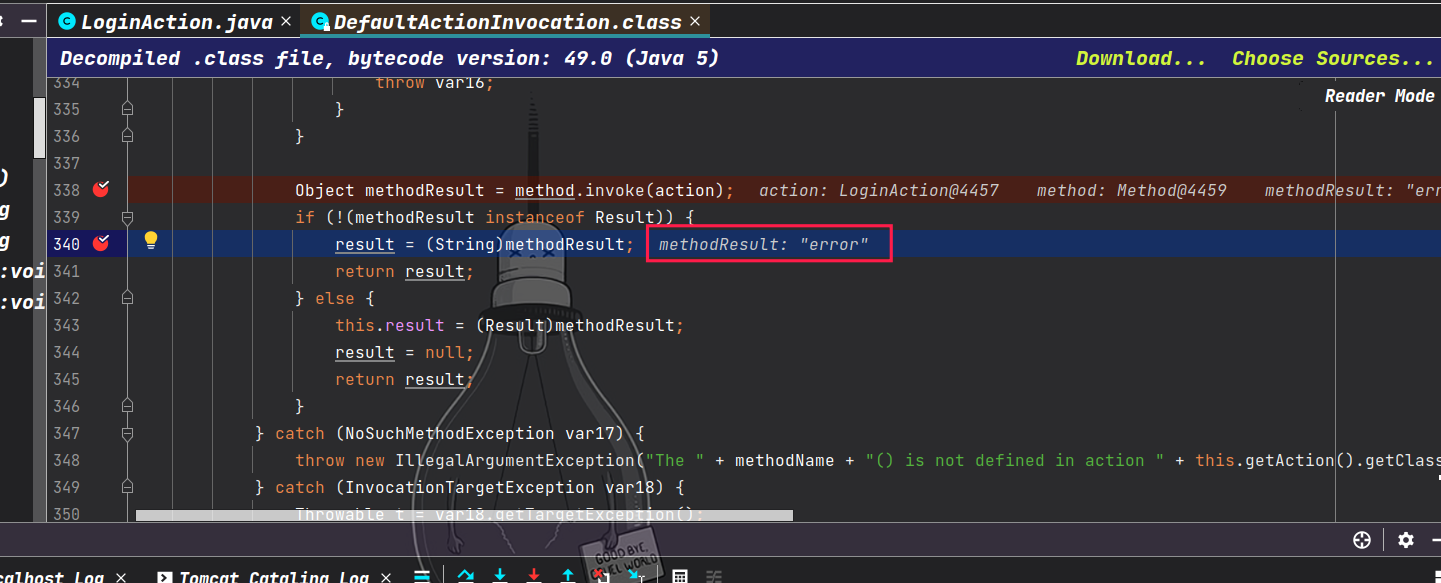 LoginAction.java × DefaultActionInvocation.class ×
Decompiled .class file, bytecode version: 49.0 (Java 5) Download... Choose Sources...
Reader Mode
334 throw var16;
335 }
336 }
337
338 Object methodResult = method.invoke(action); action: LoginAction@4457 method: Method@4459 methodResult: "err
339 if (!(methodResult instanceof Result)) {
340 result = (String)methodResult; methodResult: "error"
:voi 341 return result;
:voi 342 } else {
343 this.result = (Result)methodResult;
344 result = null;
345 return result;
346 }
347 } catch (NoSuchMethodException var17) {
348 throw new IllegalArgumentException("The " + methodName + "() is not defined in action " + this.getAction().getClass
349 } catch (InvocationTargetException var18) {
350 Throwable t = var18.getTargetException();
GOOD BYE,
EL WORLD
calhost Log × Tomcat Catalina Log ×